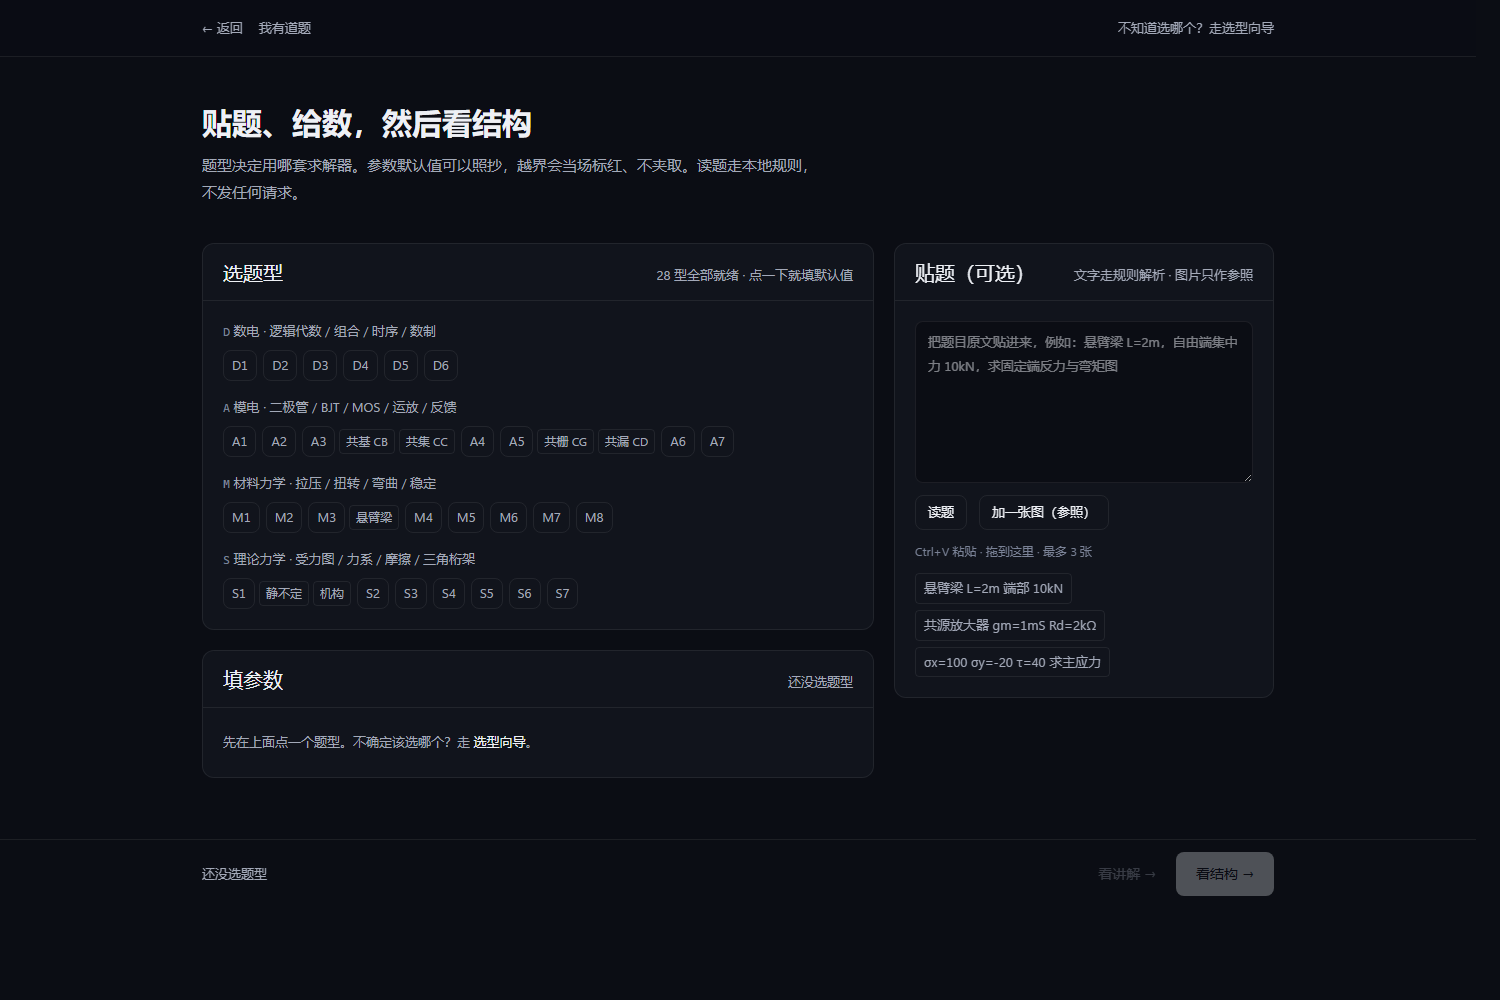 ← 返回 我有道题 不知道选哪个？走选型向导
贴题、给数，然后看结构
题型决定用哪套求解器。参数默认值可以照抄，越界会当场标红、不夹取。读题走本地规则，
不发任何请求。
选题型 28 型全部就绪 · 点一下就填默认值
D 数电 · 逻辑代数 / 组合 / 时序 / 数制
D1 D2 D3 D4 D5 D6
A 模电 · 二极管 / BJT / MOS / 运放 / 反馈
A1 A2 A3 共基 CB 共集 CC A4 A5 共栅 CG 共漏 CD A6 A7
M 材料力学 · 拉压 / 扭转 / 弯曲 / 稳定
M1 M2 M3 悬臂梁 M4 M5 M6 M7 M8
S 理论力学 · 受力图 / 力系 / 摩擦 / 三角桁架
S1 静不定 机构 S2 S3 S4 S5 S6 S7
填参数 还没选题型
先在上面点一个题型。不确定该选哪个？走 选型向导。
贴题（可选） 文字走规则解析 · 图片只作参照
把题目原文贴进来，例如：悬臂梁 L=2m，自由端集中
力 10kN，求固定端反力与弯矩图
读题 加一张图（参照）
Ctrl+V 粘贴 · 拖到这里 · 最多 3 张
悬臂梁 L=2m 端部 10kN
共源放大器 gm=1mS Rd=2kΩ
σx=100 σy=-20 τ=40 求主应力
还没选题型 看讲解 → 看结构 →